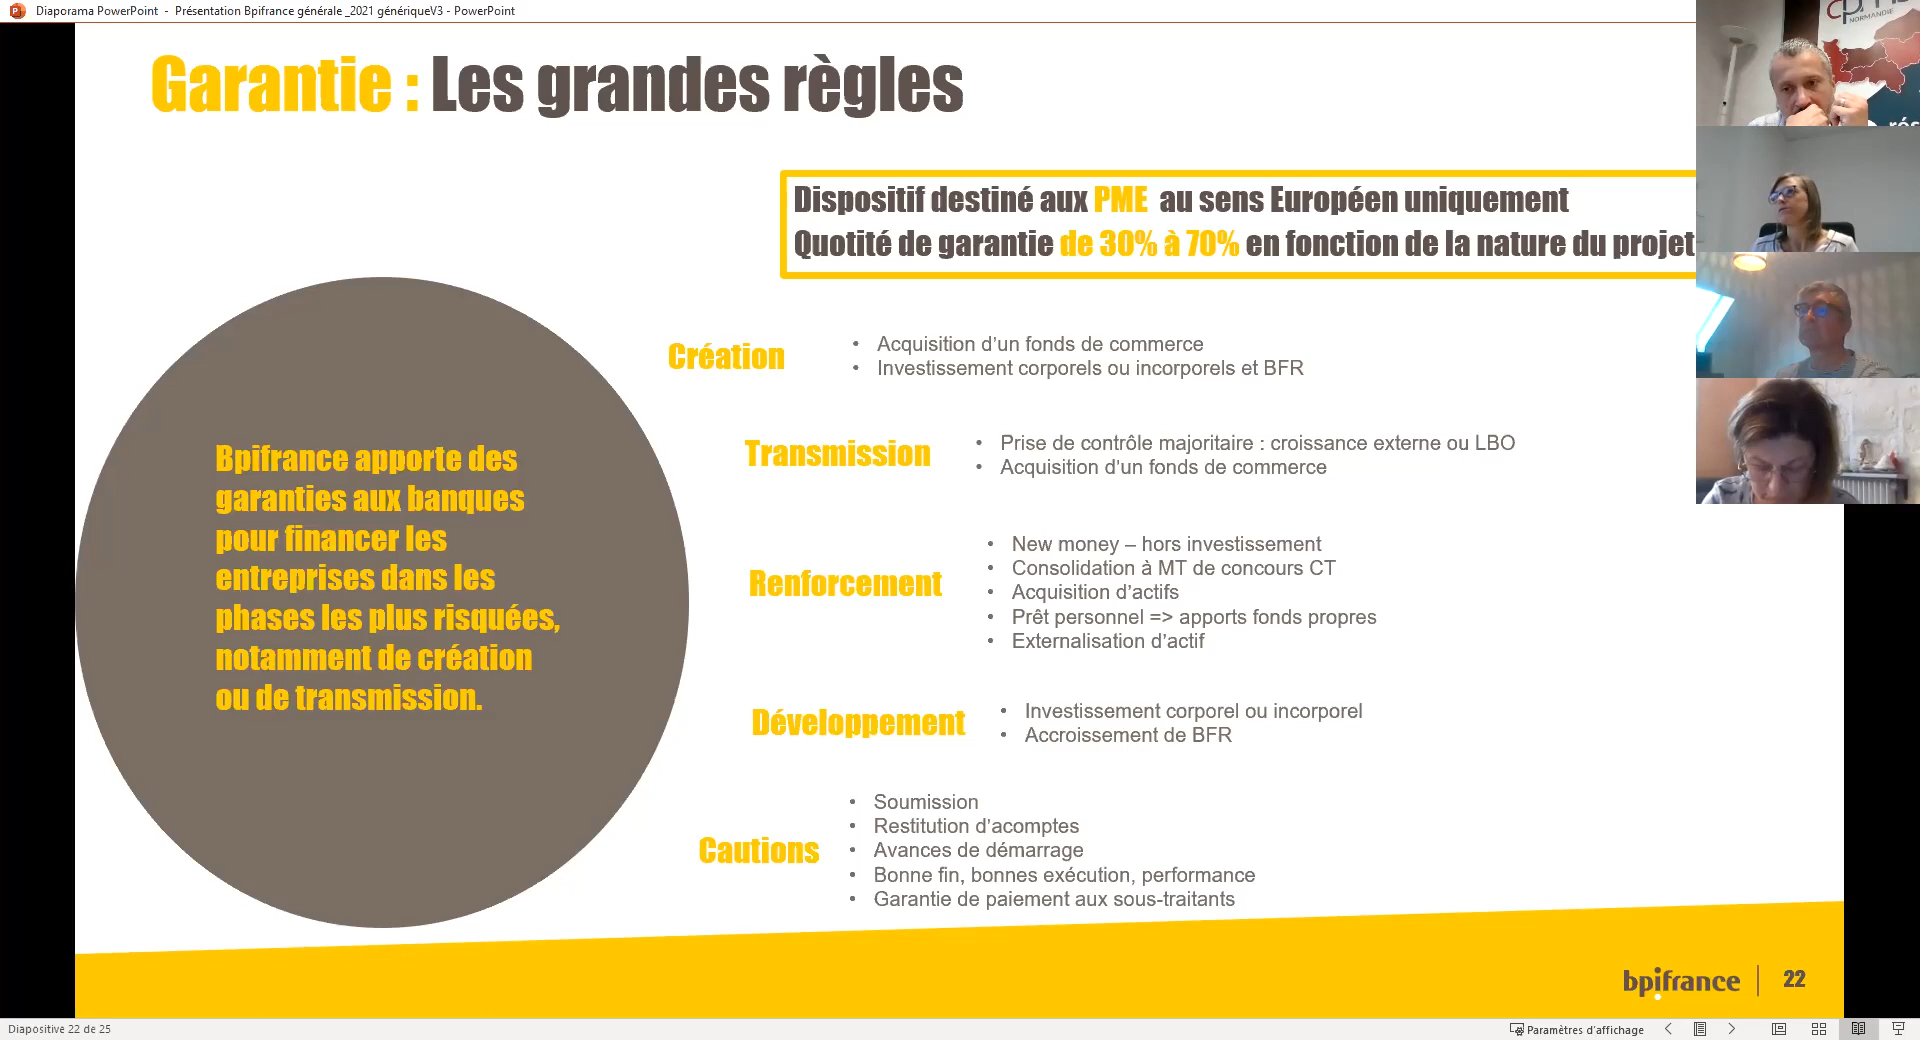 Diaporama PowerPoint - Présentation Bpifrance générale _2021 génériqueV3 - PowerPoint
NORMANDIE
Garantie : Les grandes règles
Dispositif destiné aux PME au sens Européen uniquement
Quotité de garantie de 30% à 70% en fonction de la nature du projet
Bpifrance apporte des
garanties aux banques
pour financer les
entreprises dans les
phases les plus risquées,
notamment de création
ou de transmission.
Création
• Acquisition d'un fonds de commerce
• Investissement corporels ou incorporels et BFR
Transmission
• Prise de contrôle majoritaire : croissance externe ou LBO
• Acquisition d'un fonds de commerce
Renforcement
• New money – hors investissement
• Consolidation à MT de concours CT
• Acquisition d'actifs
• Prêt personnel => apports fonds propres
• Externalisation d'actif
Développement
• Investissement corporel ou incorporel
• Accroissement de BFR
Cautions
• Soumission
• Restitution d'acomptes
• Avances de démarrage
• Bonne fin, bonnes exécution, performance
• Garantie de paiement aux sous-traitants
bpifrance | 22
Diapositive 22 de 25
Paramètres d'affichage